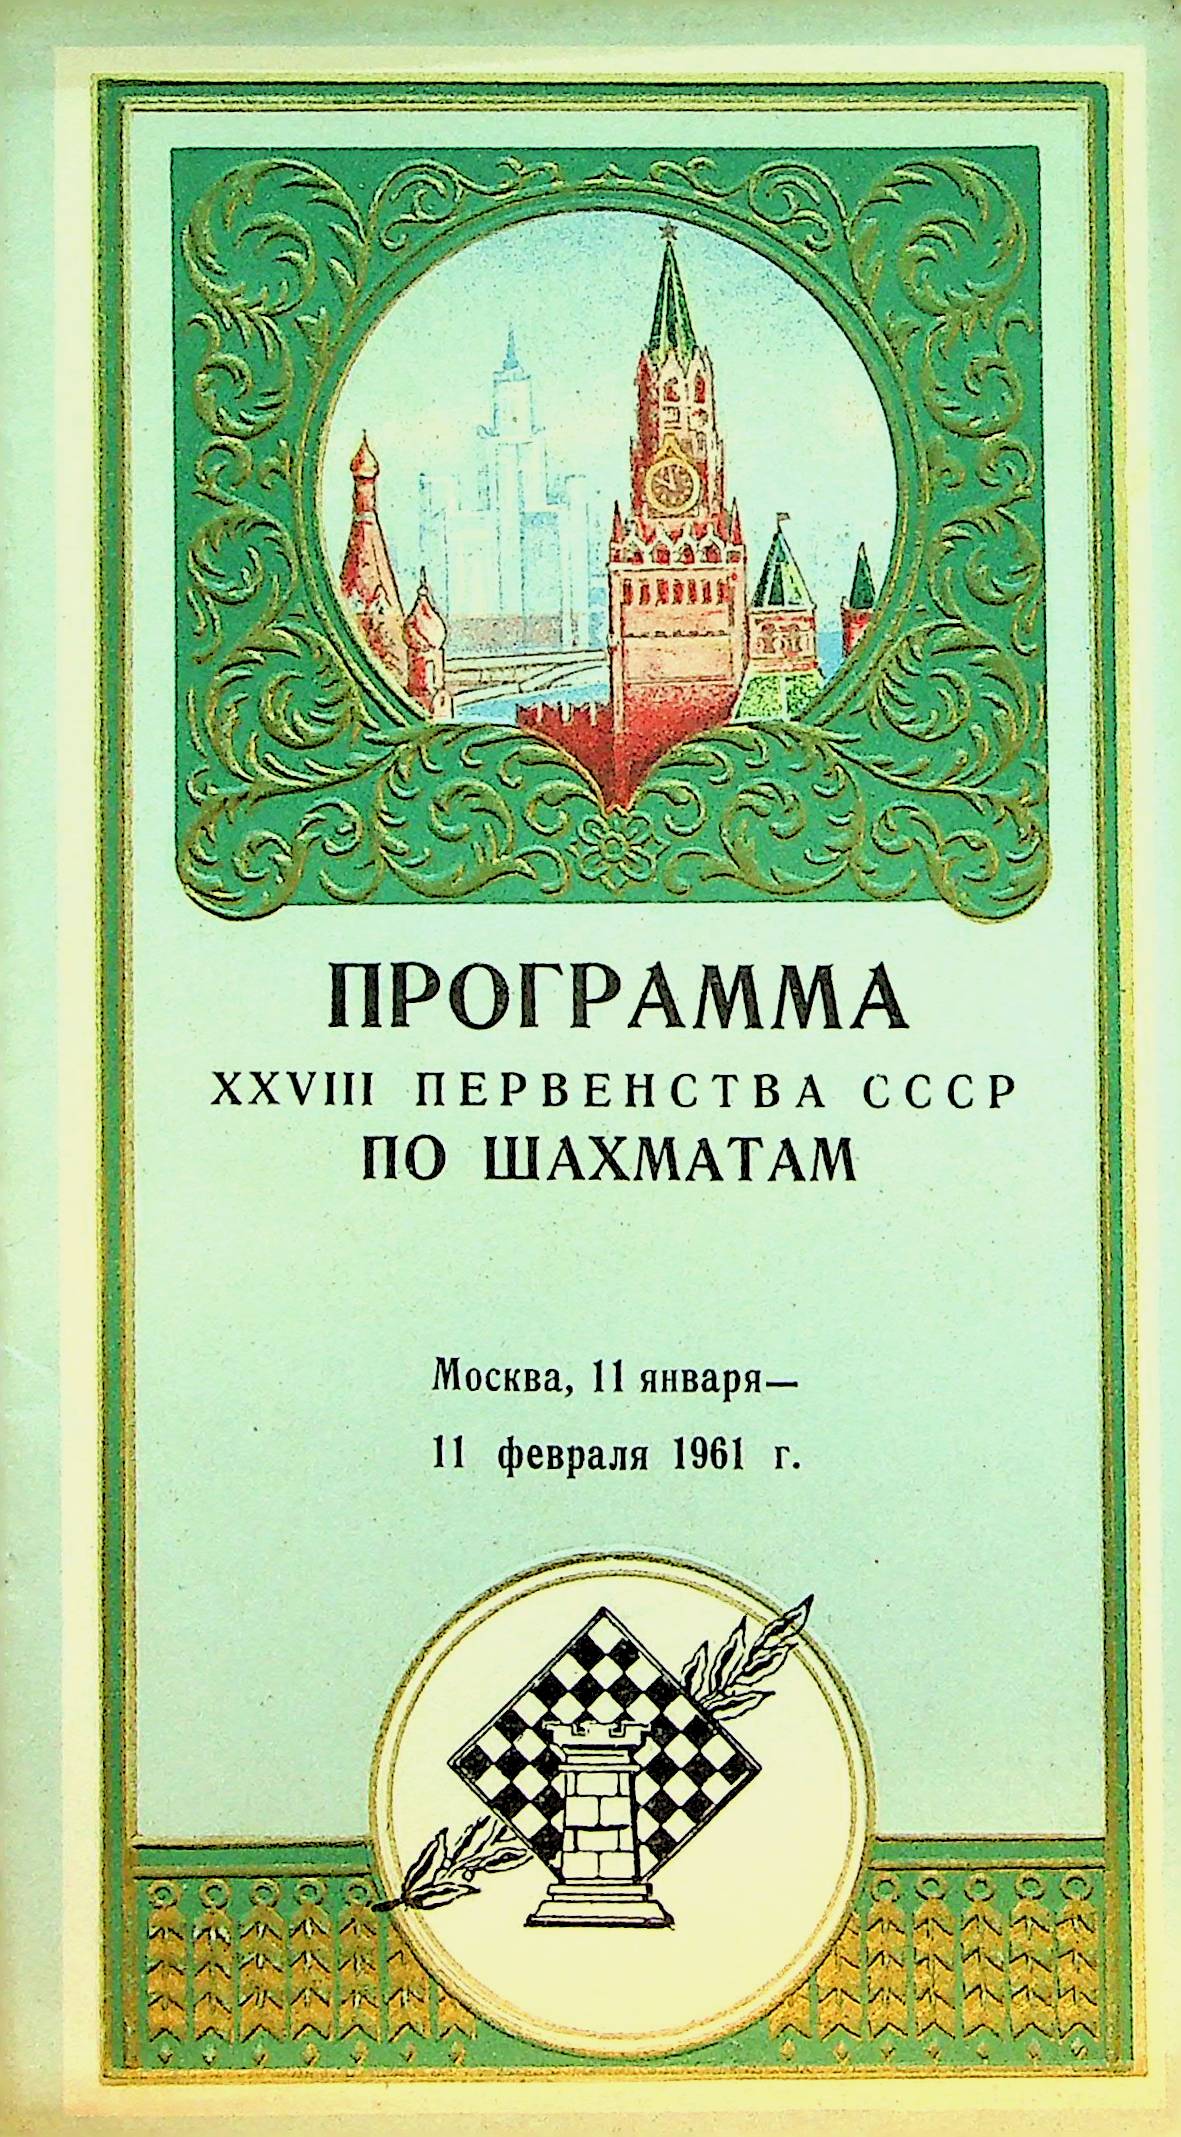 ПРОГРАММА
XXVIII ПЕРВЕНСТВА СССР
ПО ШАХМАТАМ
Москва, 11 января—
11 февраля 1961 г.